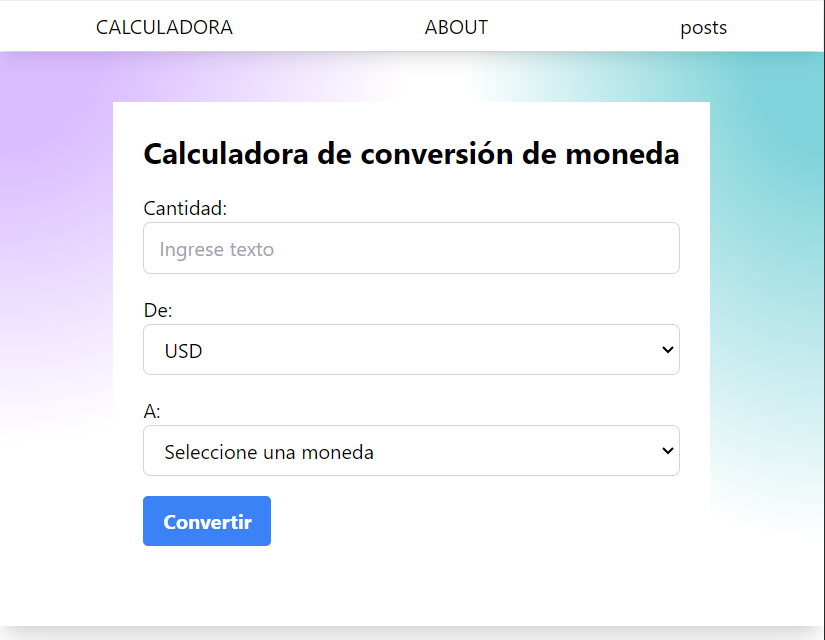 CALCULADORA ABOUT posts
Calculadora de conversión de moneda
Cantidad:
Ingrese texto
De:
USD
A:
Seleccione una moneda
Convertir